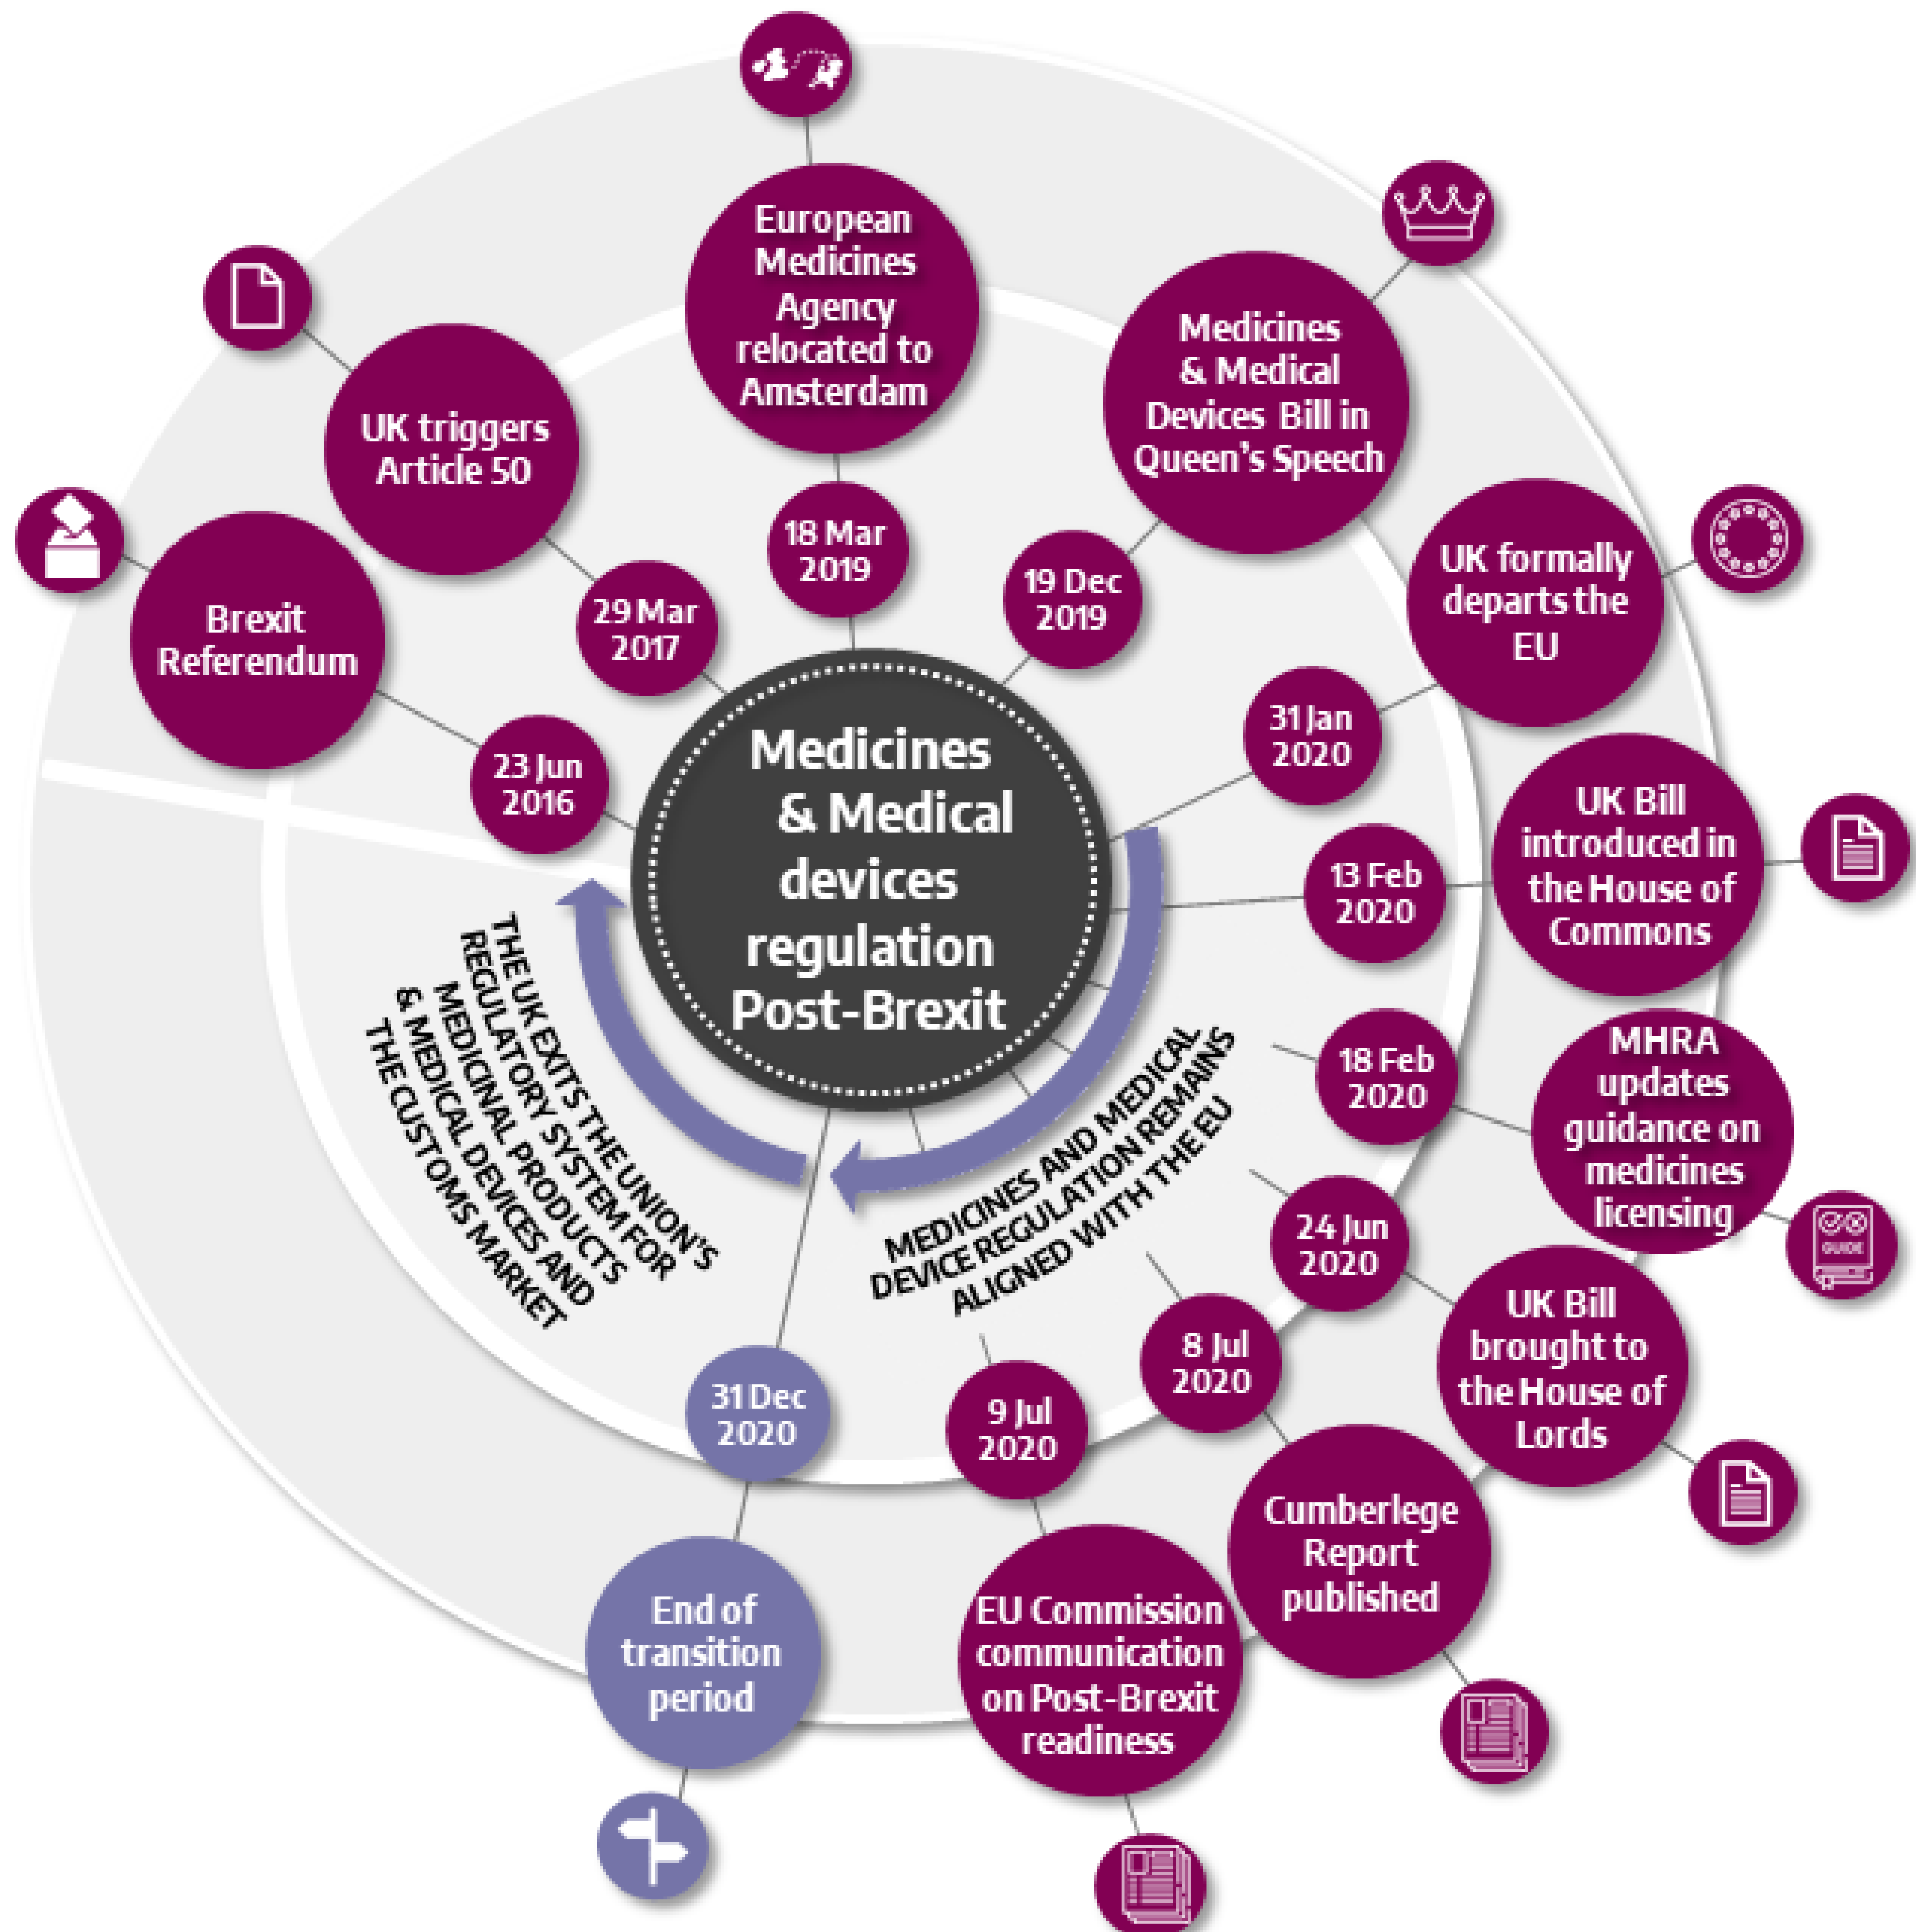 Medicines
& Medical
devices
regulation
Post-Brexit
Brexit
Referendum
23 Jun
2016
UK triggers
Article 50
29 Mar
2017
European
Medicines
Agency
relocated to
Amsterdam
18 Mar
2019
Medicines
& Medical
Devices Bill in
Queen's Speech
19 Dec
2019
UK formally
departs the
EU
31 Jan
2020
UK Bill
introduced in
the House of
Commons
13 Feb
2020
MHRA
updates
guidance on
medicines
licensing
18 Feb
2020
GUIDE
UK Bill
brought to
the House of
Lords
24 Jun
2020
Cumberlege
Report
published
8 Jul
2020
EU Commission
communication
on Post-Brexit
readiness
9 Jul
2020
End of
transition
period
31 Dec
2020
MEDICINES AND MEDICAL
DEVICE REGULATION REMAINS
ALIGNED WITH THE EU
THE UK EXITS THE UNION'S
REGULATORY SYSTEM FOR
MEDICINAL PRODUCTS
& MEDICAL DEVICES AND
THE CUSTOMS MARKET